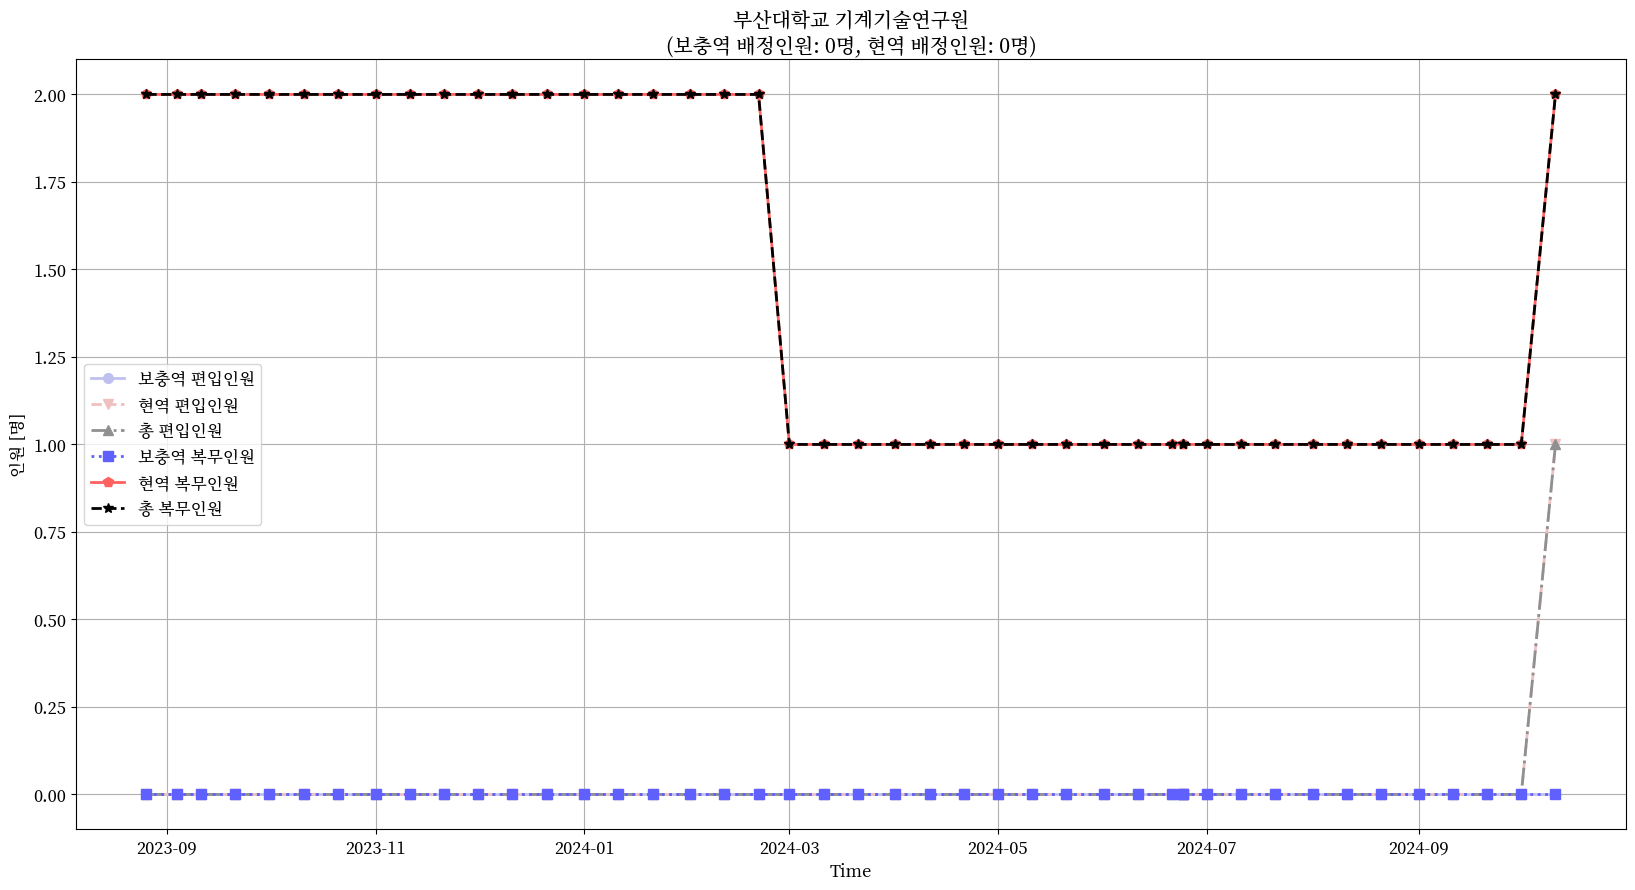 부산대학교 기계기술연구원
(보충역 배정인원: 0명, 현역 배정인원: 0명)
인원 [명]
2.00
1.75
1.50
1.25
1.00
0.75
0.50
0.25
0.00
보충역 편입인원
현역 편입인원
총 편입인원
보충역 복무인원
현역 복무인원
총 복무인원
2023-09
2023-11
2024-01
2024-03
2024-05
2024-07
2024-09
Time